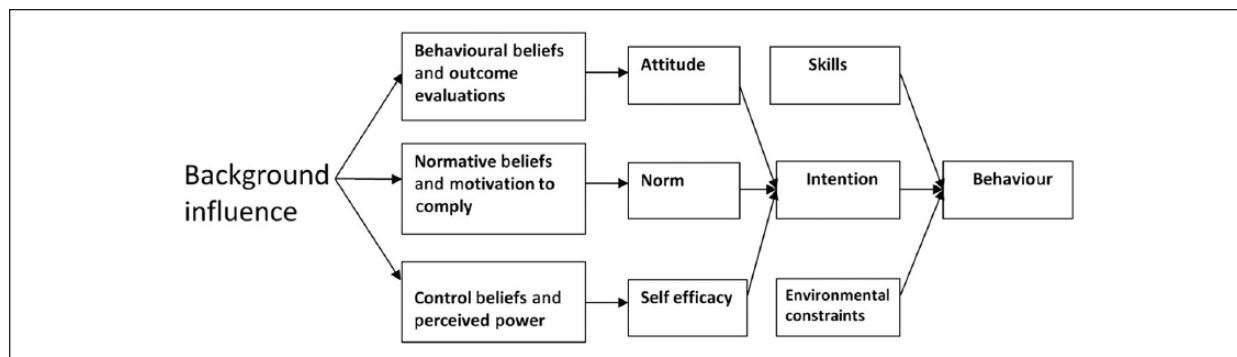 Background
influence
Behavioural beliefs
and outcome
evaluations
Normative beliefs
and motivation to
comply
Control beliefs and
perceived power
Attitude
Norm
Self efficacy
Skills
Intention
Environmental
constraints
Behaviour